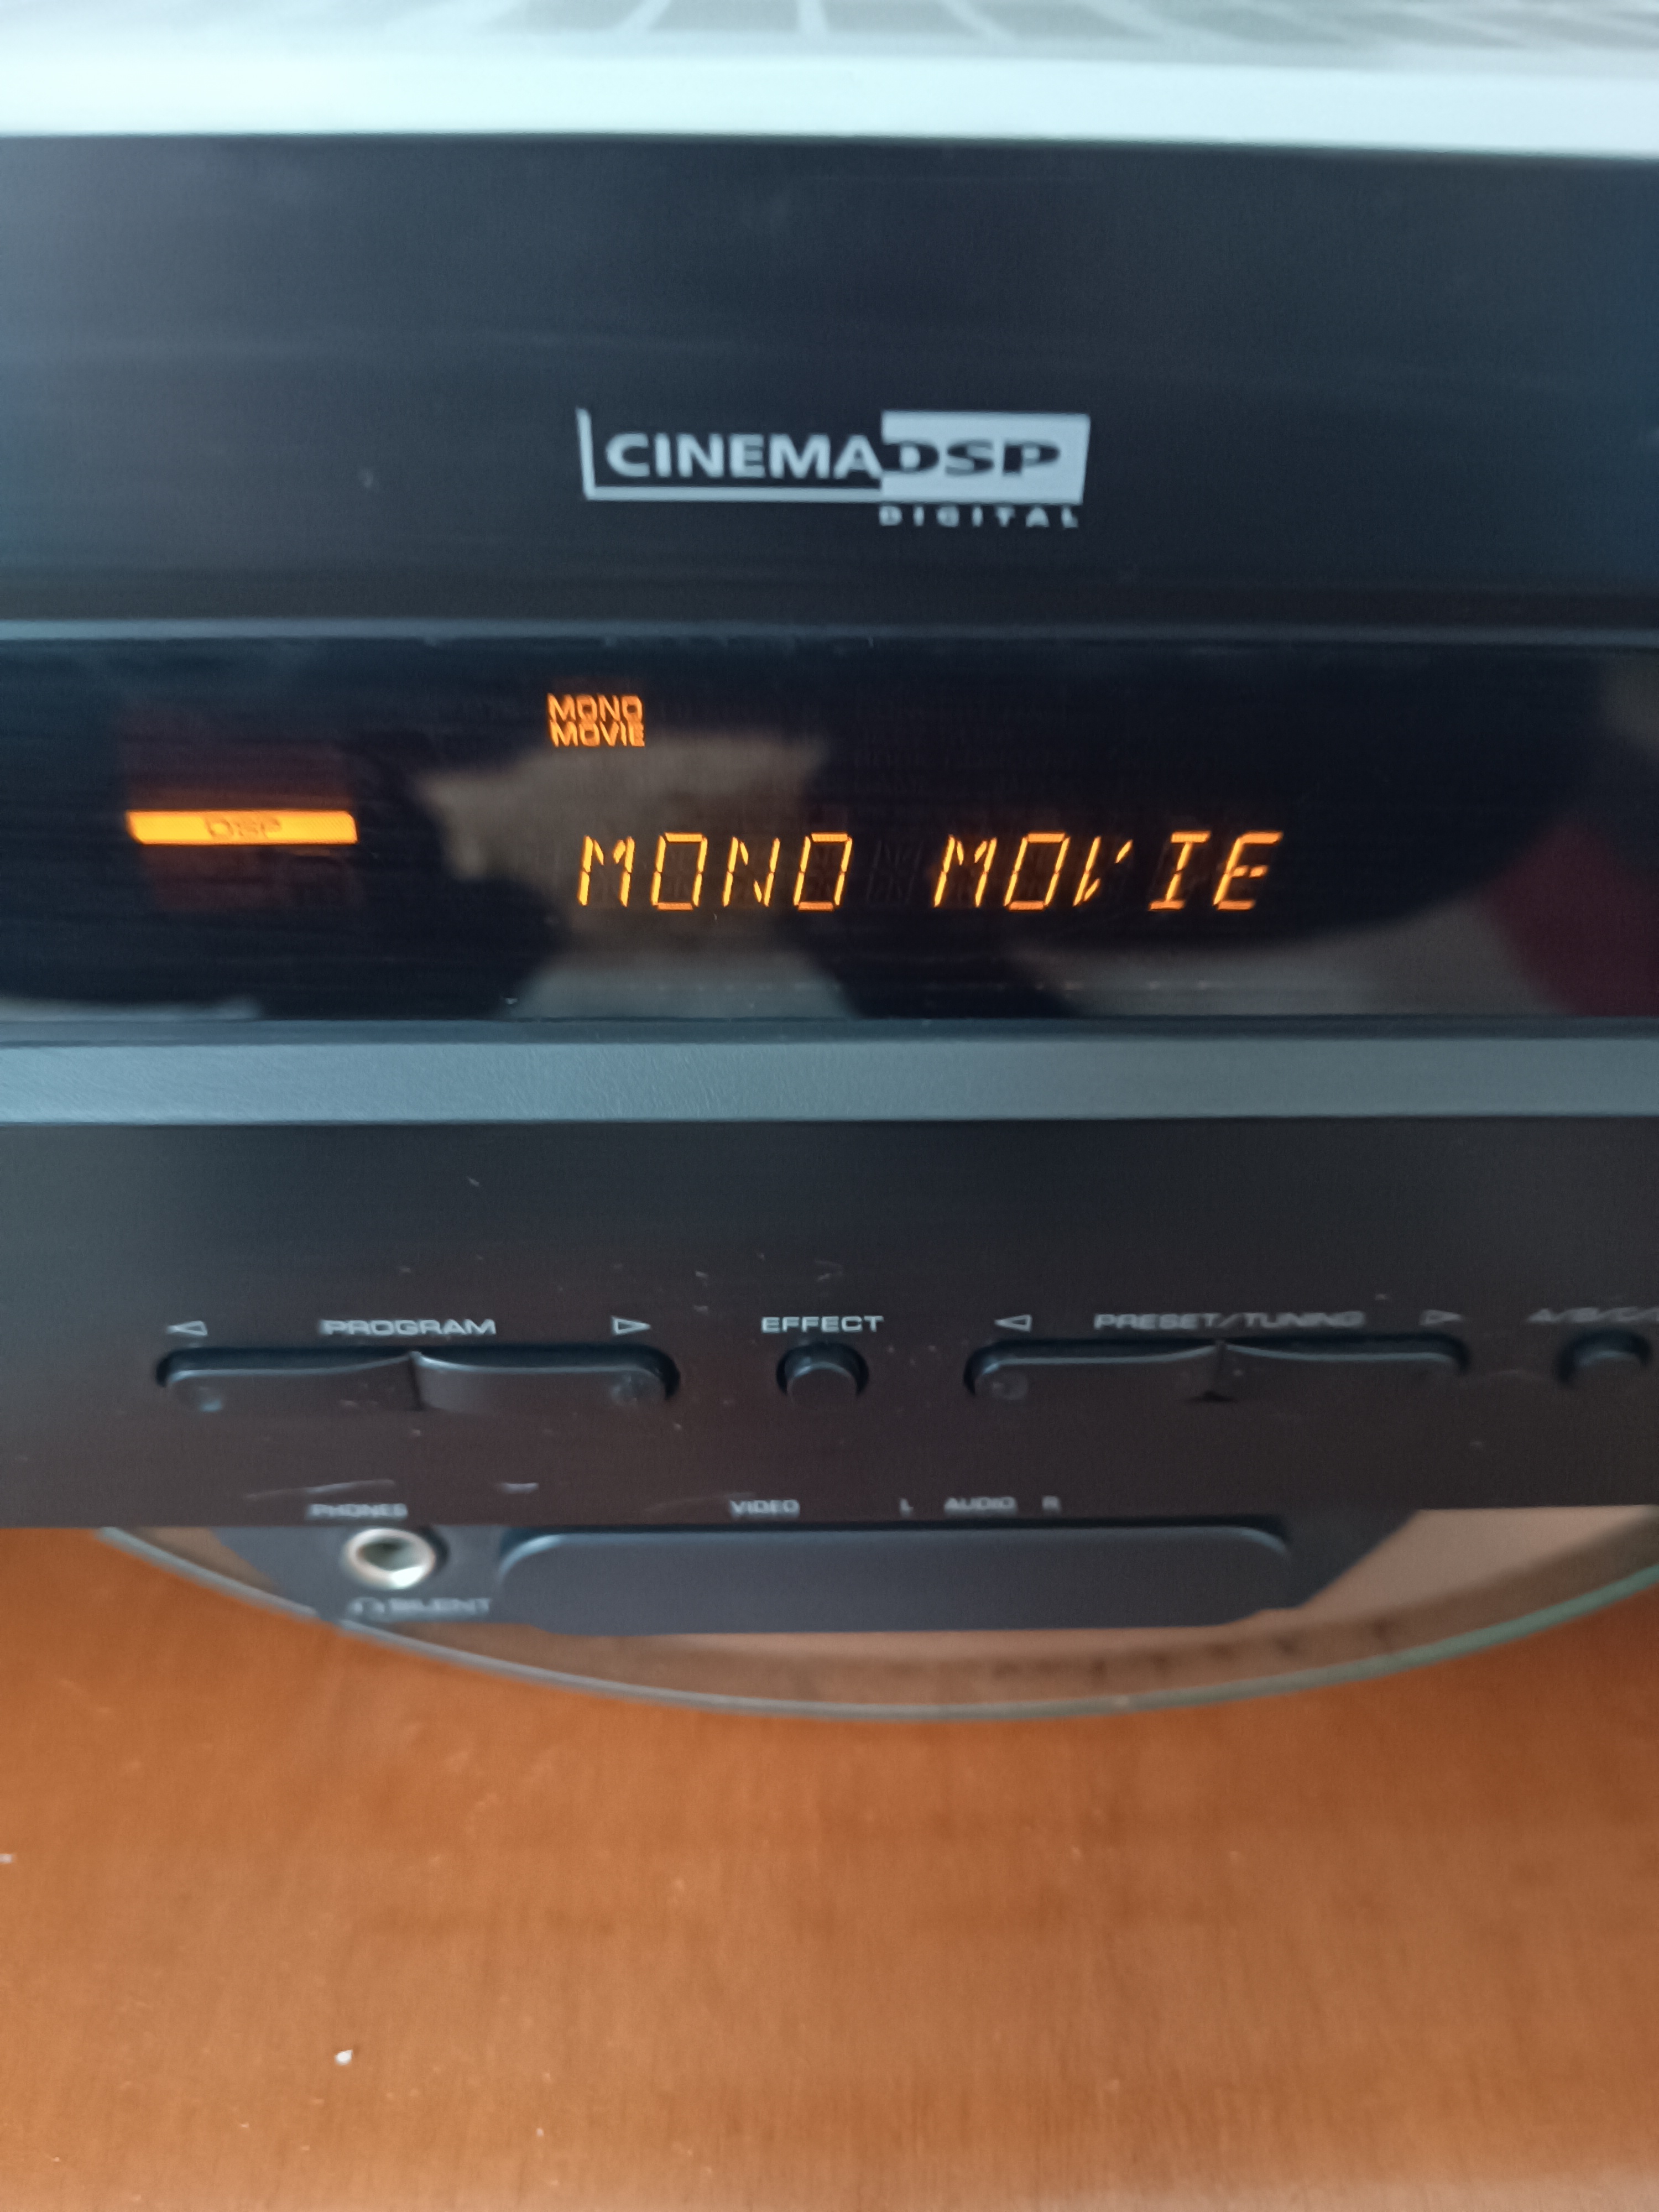 CINEMA DSP
DIGITAL
MONO
MOVIE
DSP
MONO MOVIE
PROGRAM
EFFECT
PRESET/TUNING
PHONES
VIDEO
L AUDIO R
SILENT